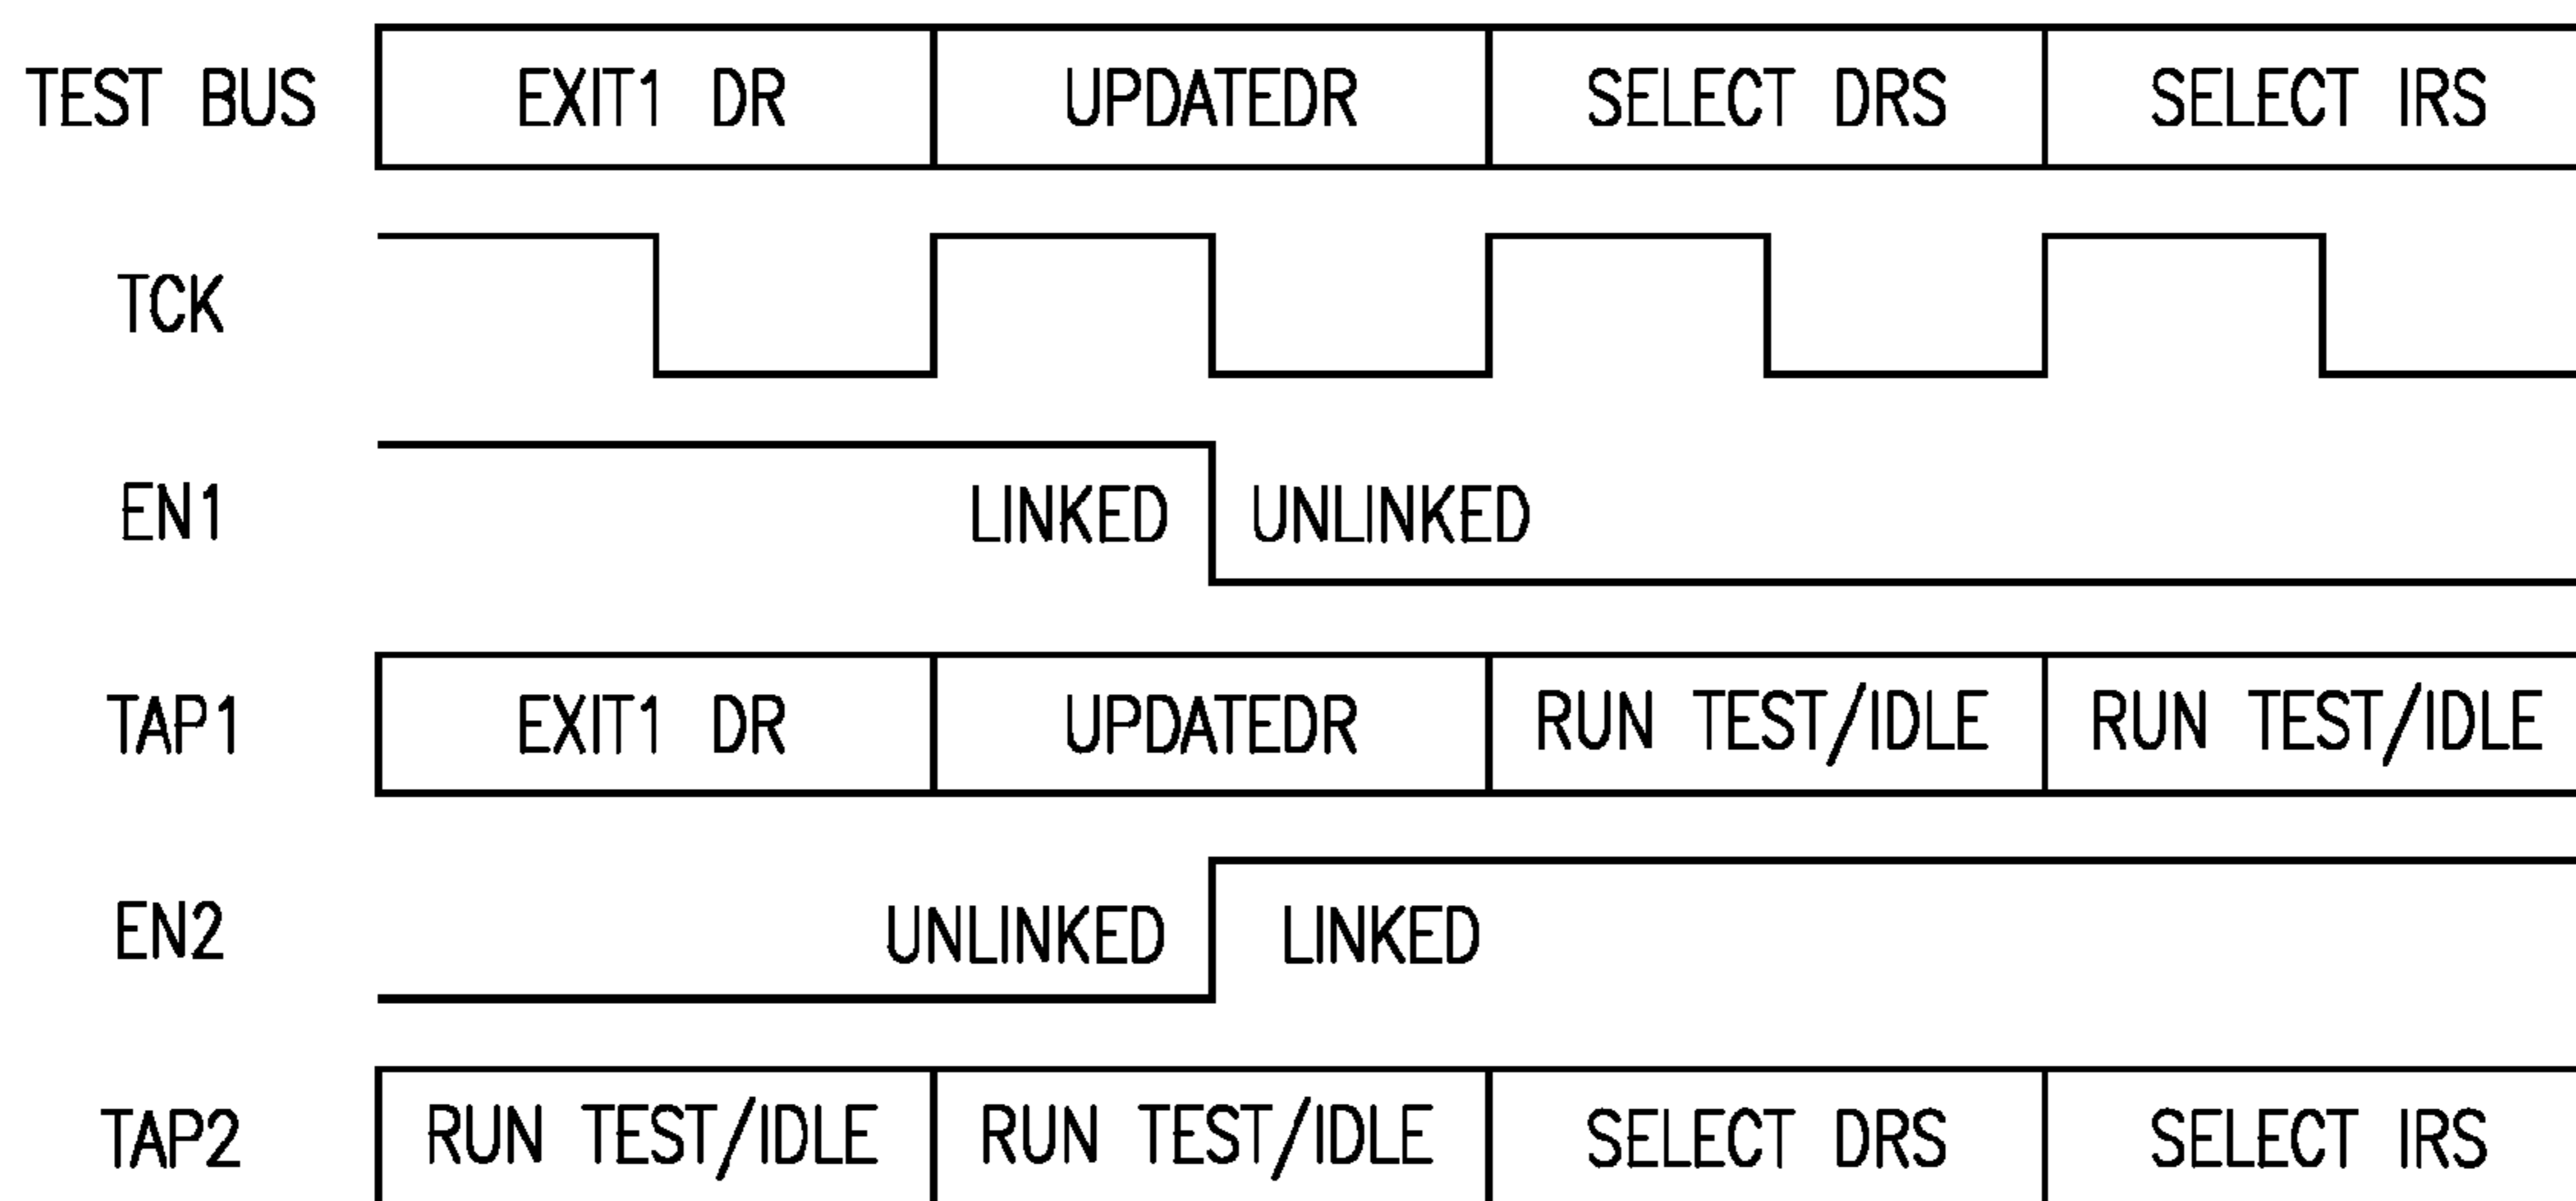 TEST BUS EXIT1 DR UPDATEDR SELECT DRS SELECT IRS
TCK
EN1 LINKED UNLINKED
TAP1 EXIT1 DR UPDATEDR RUN TEST/IDLE RUN TEST/IDLE
EN2 UNLINKED LINKED
TAP2 RUN TEST/IDLE RUN TEST/IDLE SELECT DRS SELECT IRS